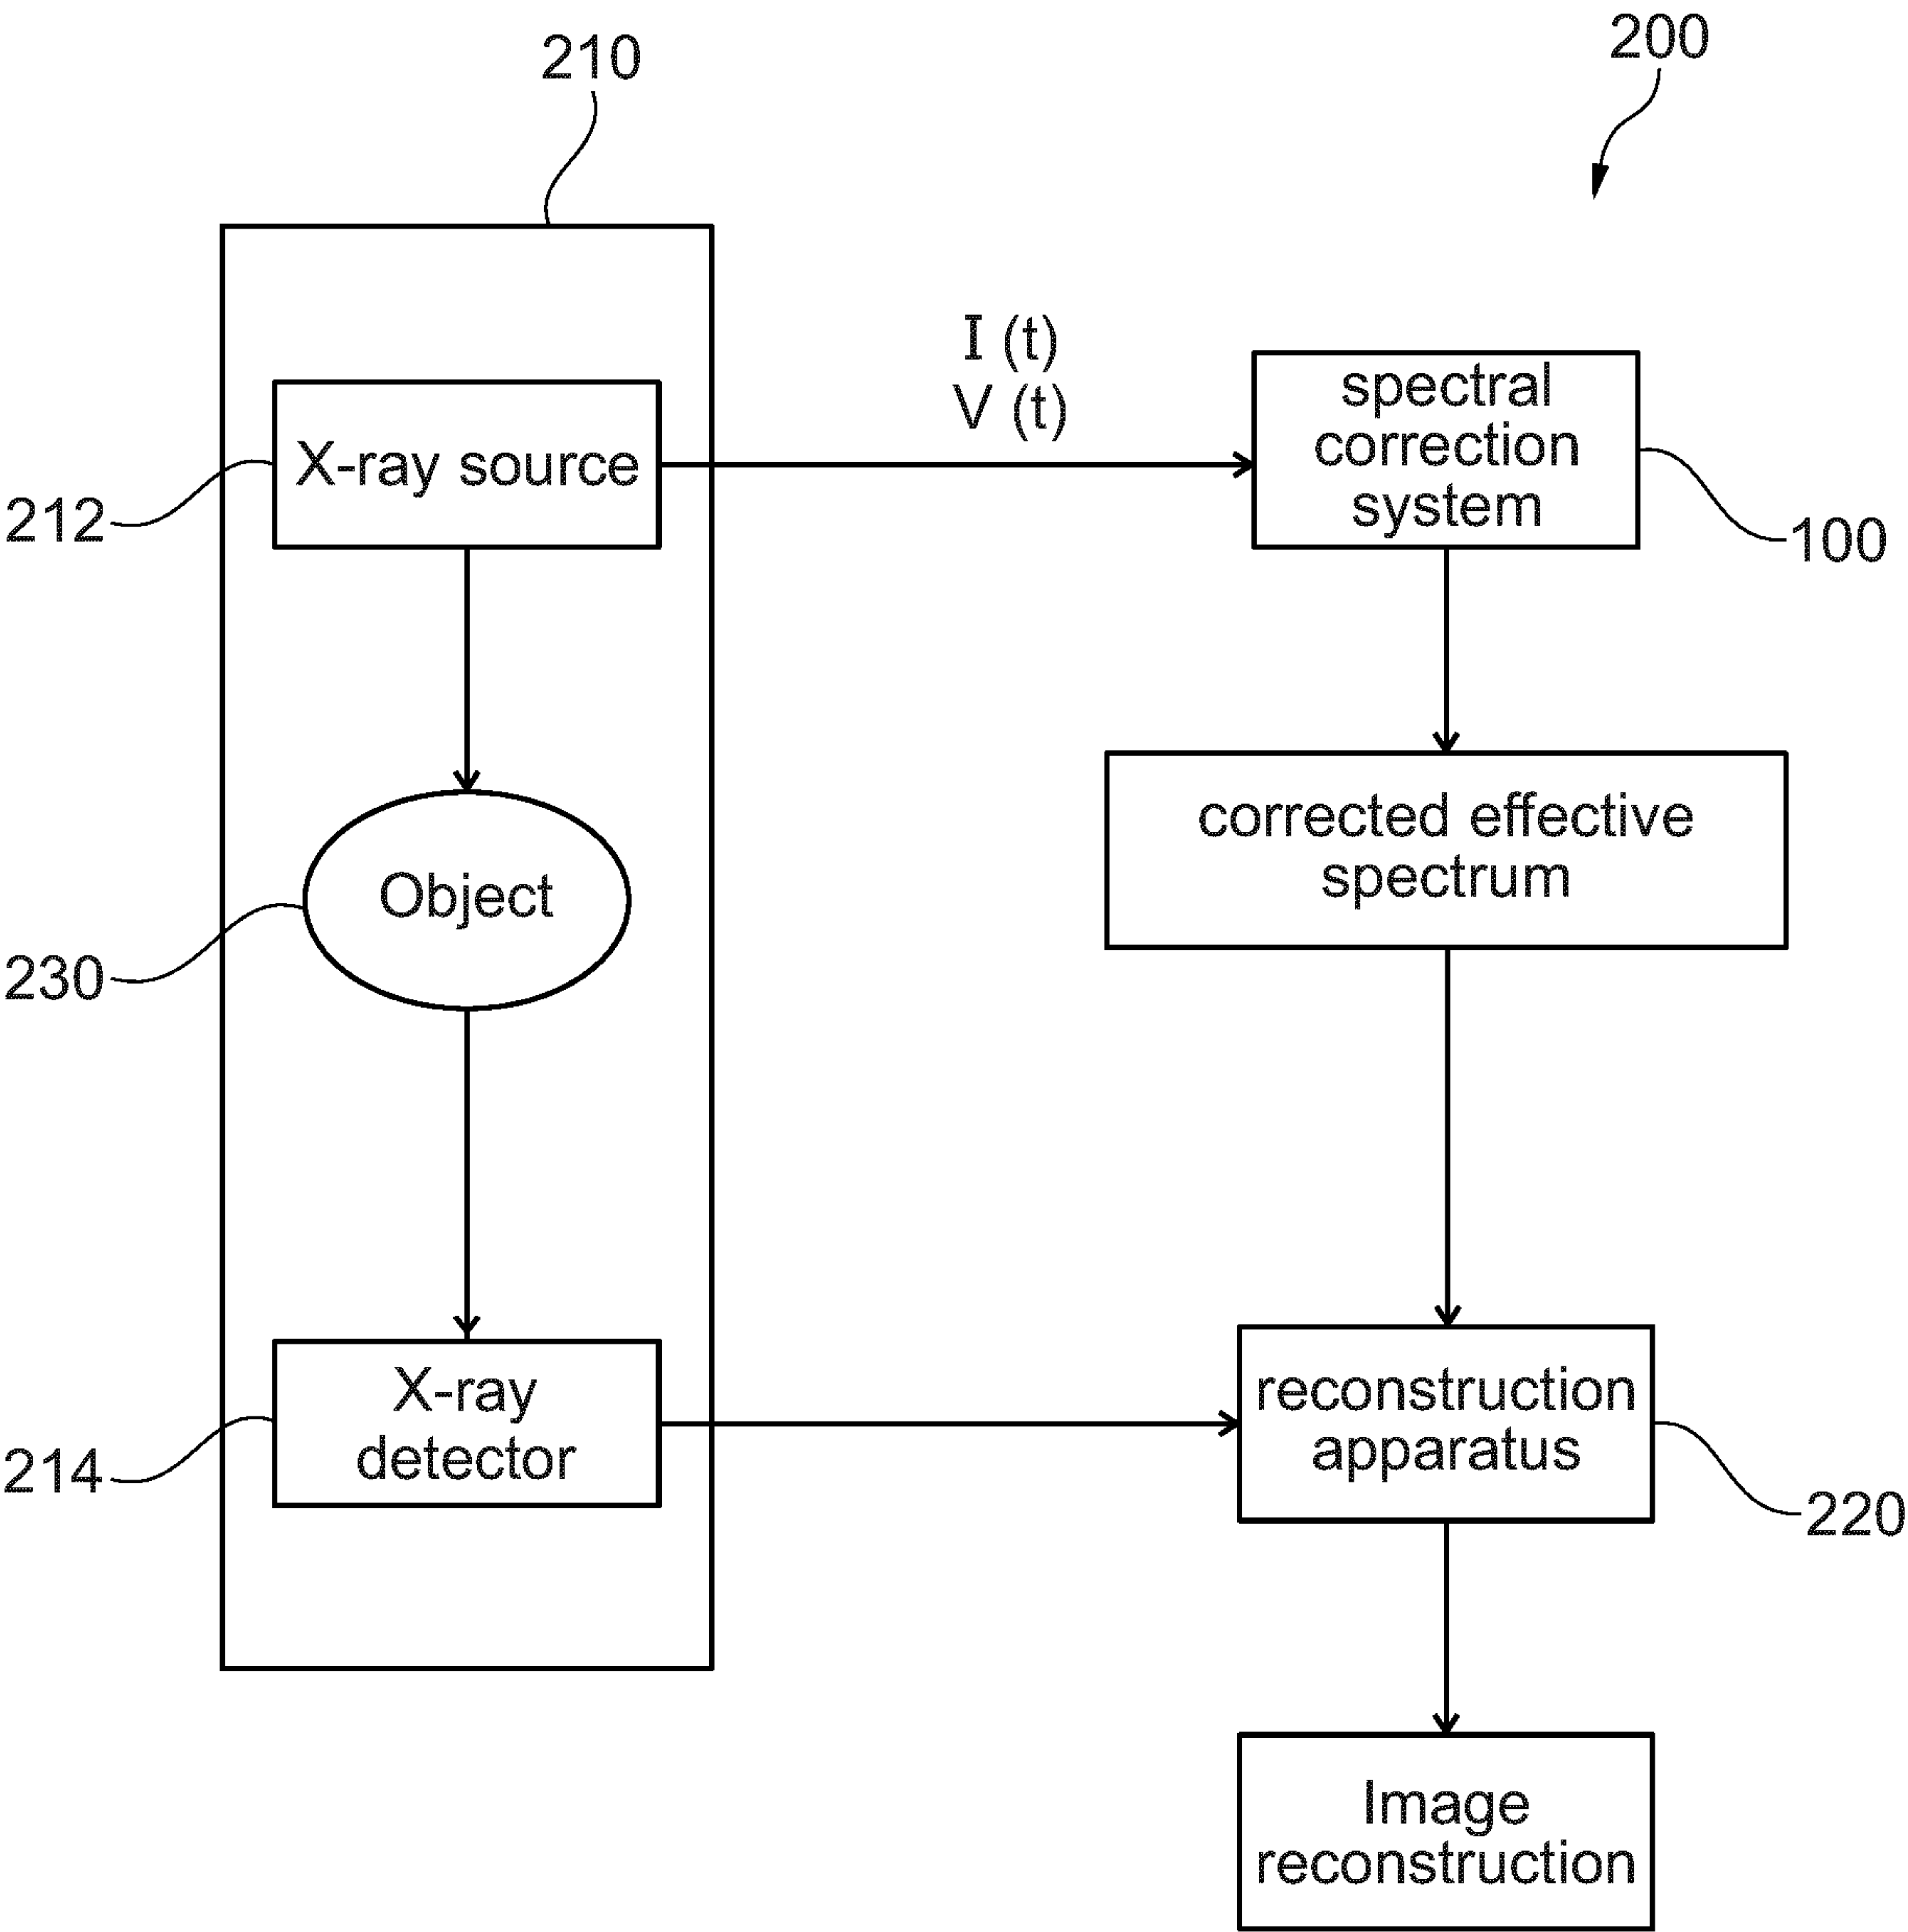 200
210
I (t)
V (t)
spectral
correction
system
X-ray source
212
100
corrected effective
spectrum
Object
230
X-ray
detector
reconstruction
apparatus
214
220
Image
reconstruction